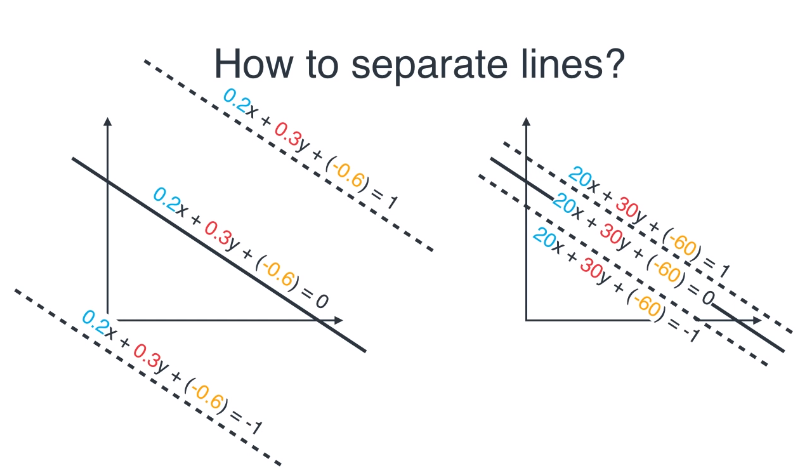 How to separate lines?
0.2x + 0.3y + (-0.6) = 1
0.2x + 0.3y + (-0.6) = 0
0.2x + 0.3y + (-0.6) = -1
20x + 30y + (-60) = 1
20x + 30y + (-60) = 0
20x + 30y + (-60) = -1